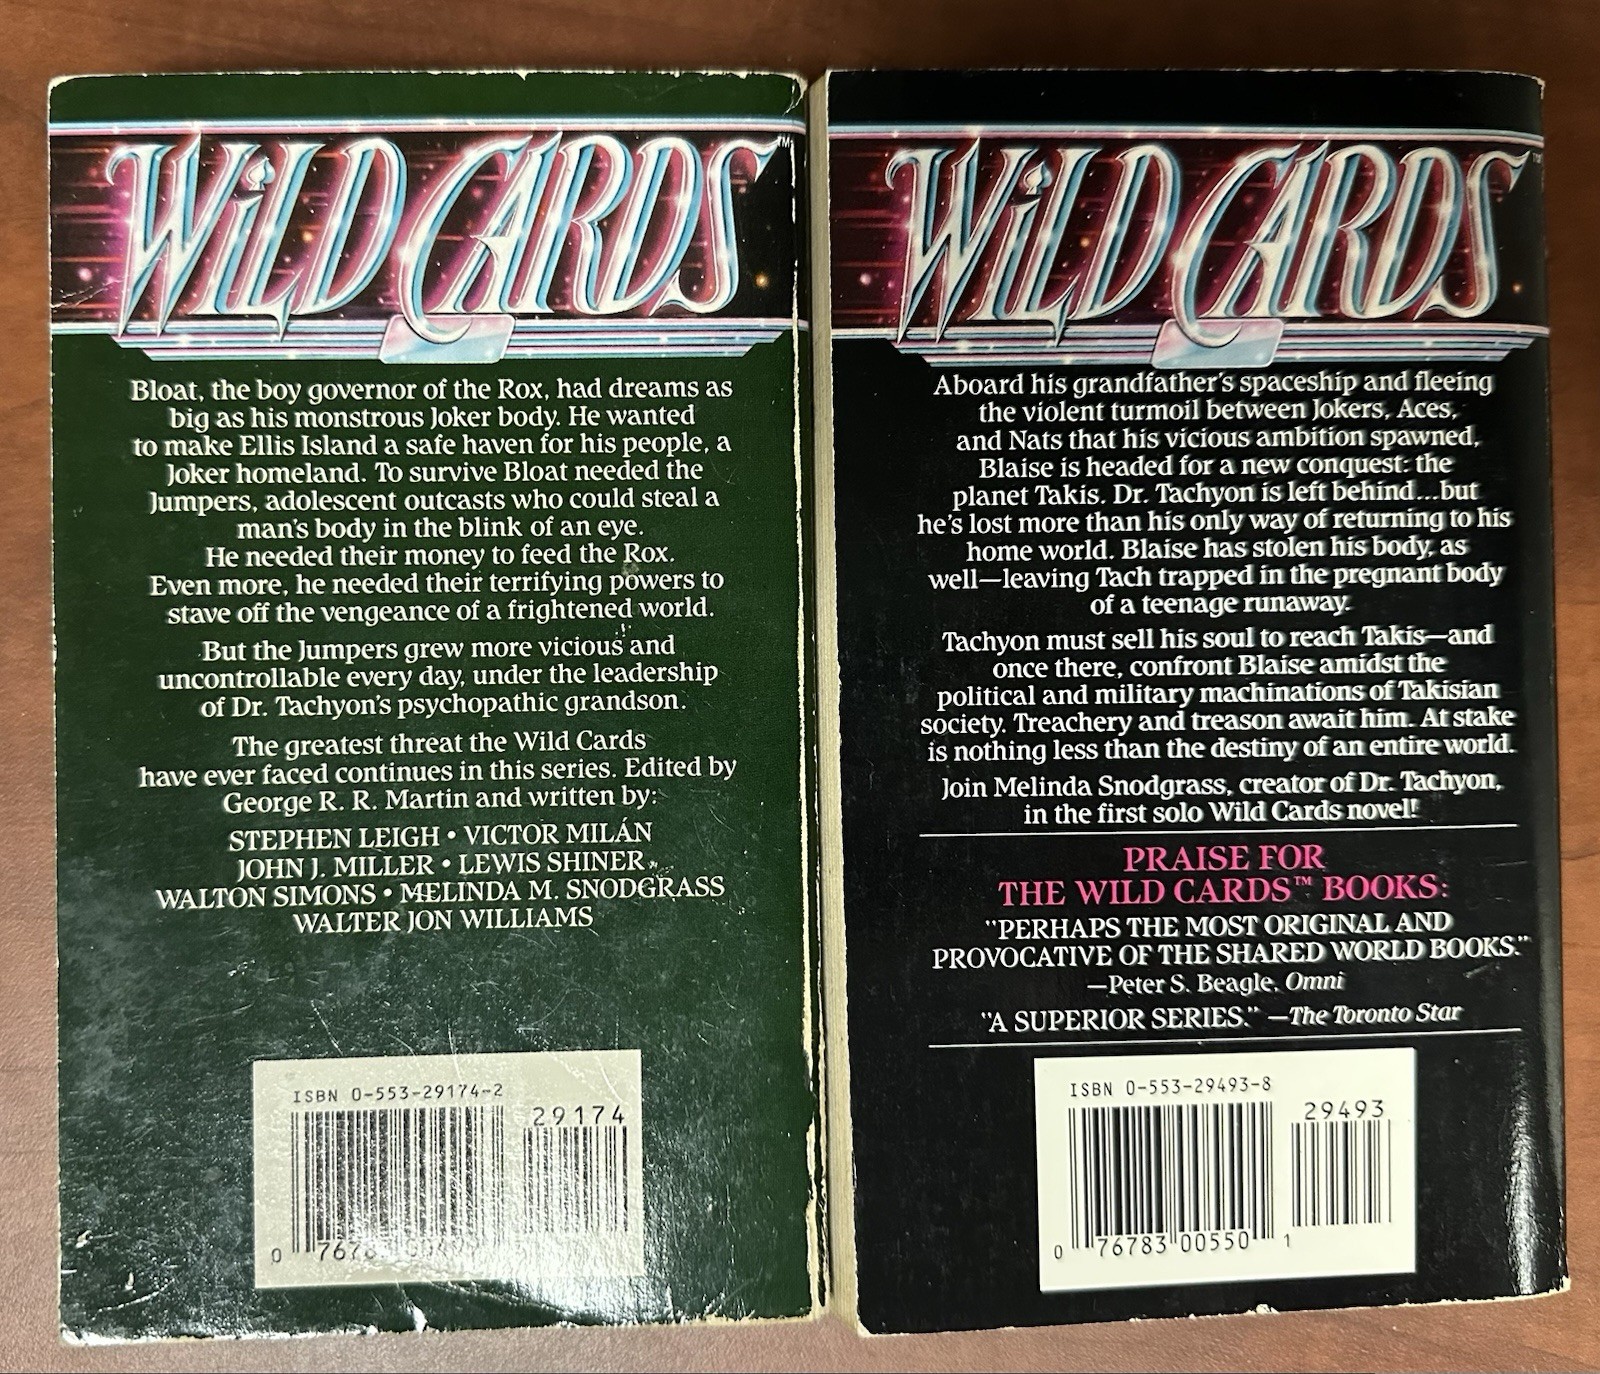 WILD CARDS™
Bloat, the boy governor of the Rox, had dreams as
big as his monstrous Joker body. He wanted
to make Ellis Island a safe haven for his people, a
Joker homeland. To survive Bloat needed the
Jumpers, adolescent outcasts who could steal a
man's body in the blink of an eye.
He needed their money to feed the Rox.
Even more, he needed their terrifying powers to
stave off the vengeance of a frightened world.
But the Jumpers grew more vicious and
uncontrollable every day, under the leadership
of Dr. Tachyon's psychopathic grandson.
The greatest threat the Wild Cards
have ever faced continues in this series. Edited by
George R. R. Martin and written by:
STEPHEN LEIGH • VICTOR MILÁN
JOHN J. MILLER • LEWIS SHINER
WALTON SIMONS • MELINDA M. SNODGRASS
WALTER JON WILLIAMS
ISBN 0-553-29174-2
29174
0
WILD CARDS™
Aboard his grandfather's spaceship and fleeing
the violent turmoil between Jokers, Aces,
and Nats that his vicious ambition spawned,
Blaise is headed for a new conquest: the
planet Takis. Dr. Tachyon is left behind...but
he's lost more than his only way of returning to his
home world. Blaise has stolen his body, as
well—leaving Tach trapped in the pregnant body
of a teenage runaway.
Tachyon must sell his soul to reach Takis—and
once there, confront Blaise amidst the
political and military machinations of Takisian
society. Treachery and treason await him. At stake
is nothing less than the destiny of an entire world.
Join Melinda Snodgrass, creator of Dr. Tachyon,
in the first solo Wild Cards novel!
PRAISE FOR
THE WILD CARDS™ BOOKS:
"PERHAPS THE MOST ORIGINAL AND
PROVOCATIVE OF THE SHARED WORLD BOOKS."
—Peter S. Beagle, Omni
"A SUPERIOR SERIES." —The Toronto Star
ISBN 0-553-29493-8
29493
0 76783 00550 1